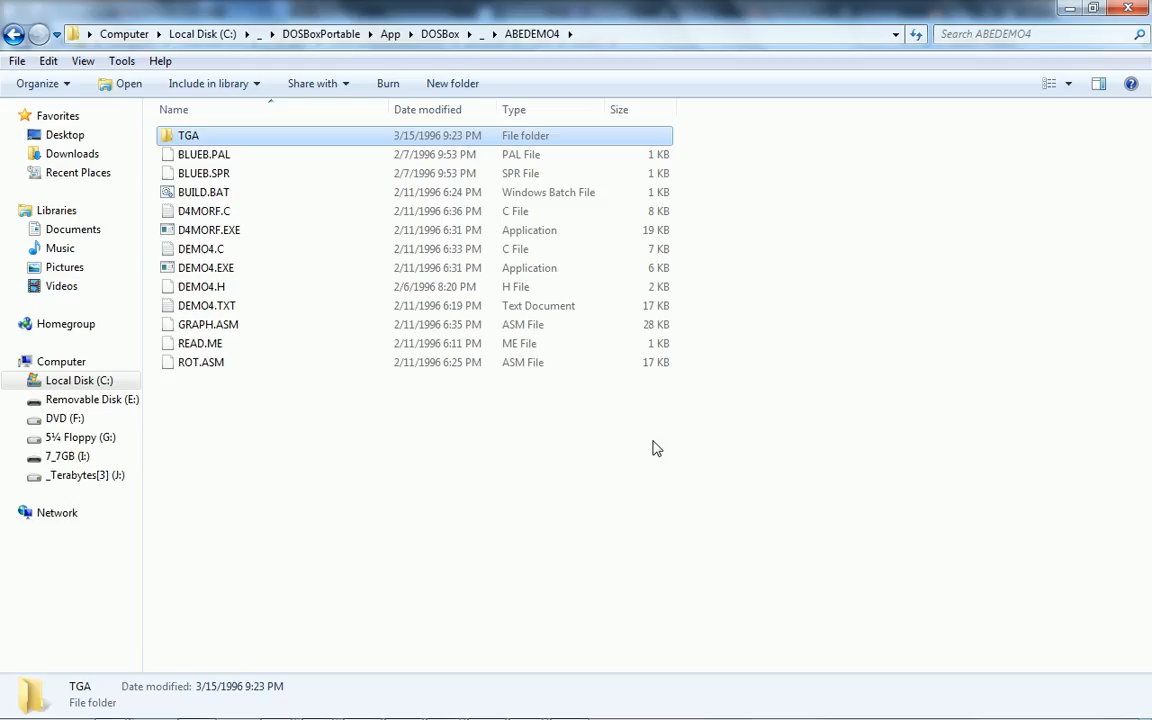 Computer Local Disk (C:) _ DOSBoxPortable App DOSBox _ ABEDEMO4 Search ABEDEMO4
File Edit View Tools Help
Organize Open Include in library Share with Burn New folder
Favorites
Desktop
Downloads
Recent Places
Libraries
Documents
Music
Pictures
Videos
Homegroup
Computer
Local Disk (C:)
Removable Disk (E:)
DVD (F:)
5¼ Floppy (G:)
7_7GB (I:)
_Terabytes[3] (J:)
Network
Name Date modified Type Size
TGA 3/15/1996 9:23 PM File folder
BLUEB.PAL 2/7/1996 9:53 PM PAL File 1 KB
BLUEB.SPR 2/7/1996 9:53 PM SPR File 1 KB
BUILD.BAT 2/11/1996 6:24 PM Windows Batch File 1 KB
D4MORF.C 2/11/1996 6:36 PM C File 8 KB
D4MORF.EXE 2/11/1996 6:31 PM Application 19 KB
DEMO4.C 2/11/1996 6:33 PM C File 7 KB
DEMO4.EXE 2/11/1996 6:31 PM Application 6 KB
DEMO4.H 2/6/1996 8:20 PM H File 2 KB
DEMO4.TXT 2/11/1996 6:19 PM Text Document 17 KB
GRAPH.ASM 2/11/1996 6:35 PM ASM File 28 KB
READ.ME 2/11/1996 6:11 PM ME File 1 KB
ROT.ASM 2/11/1996 6:25 PM ASM File 17 KB
TGA Date modified: 3/15/1996 9:23 PM
File folder